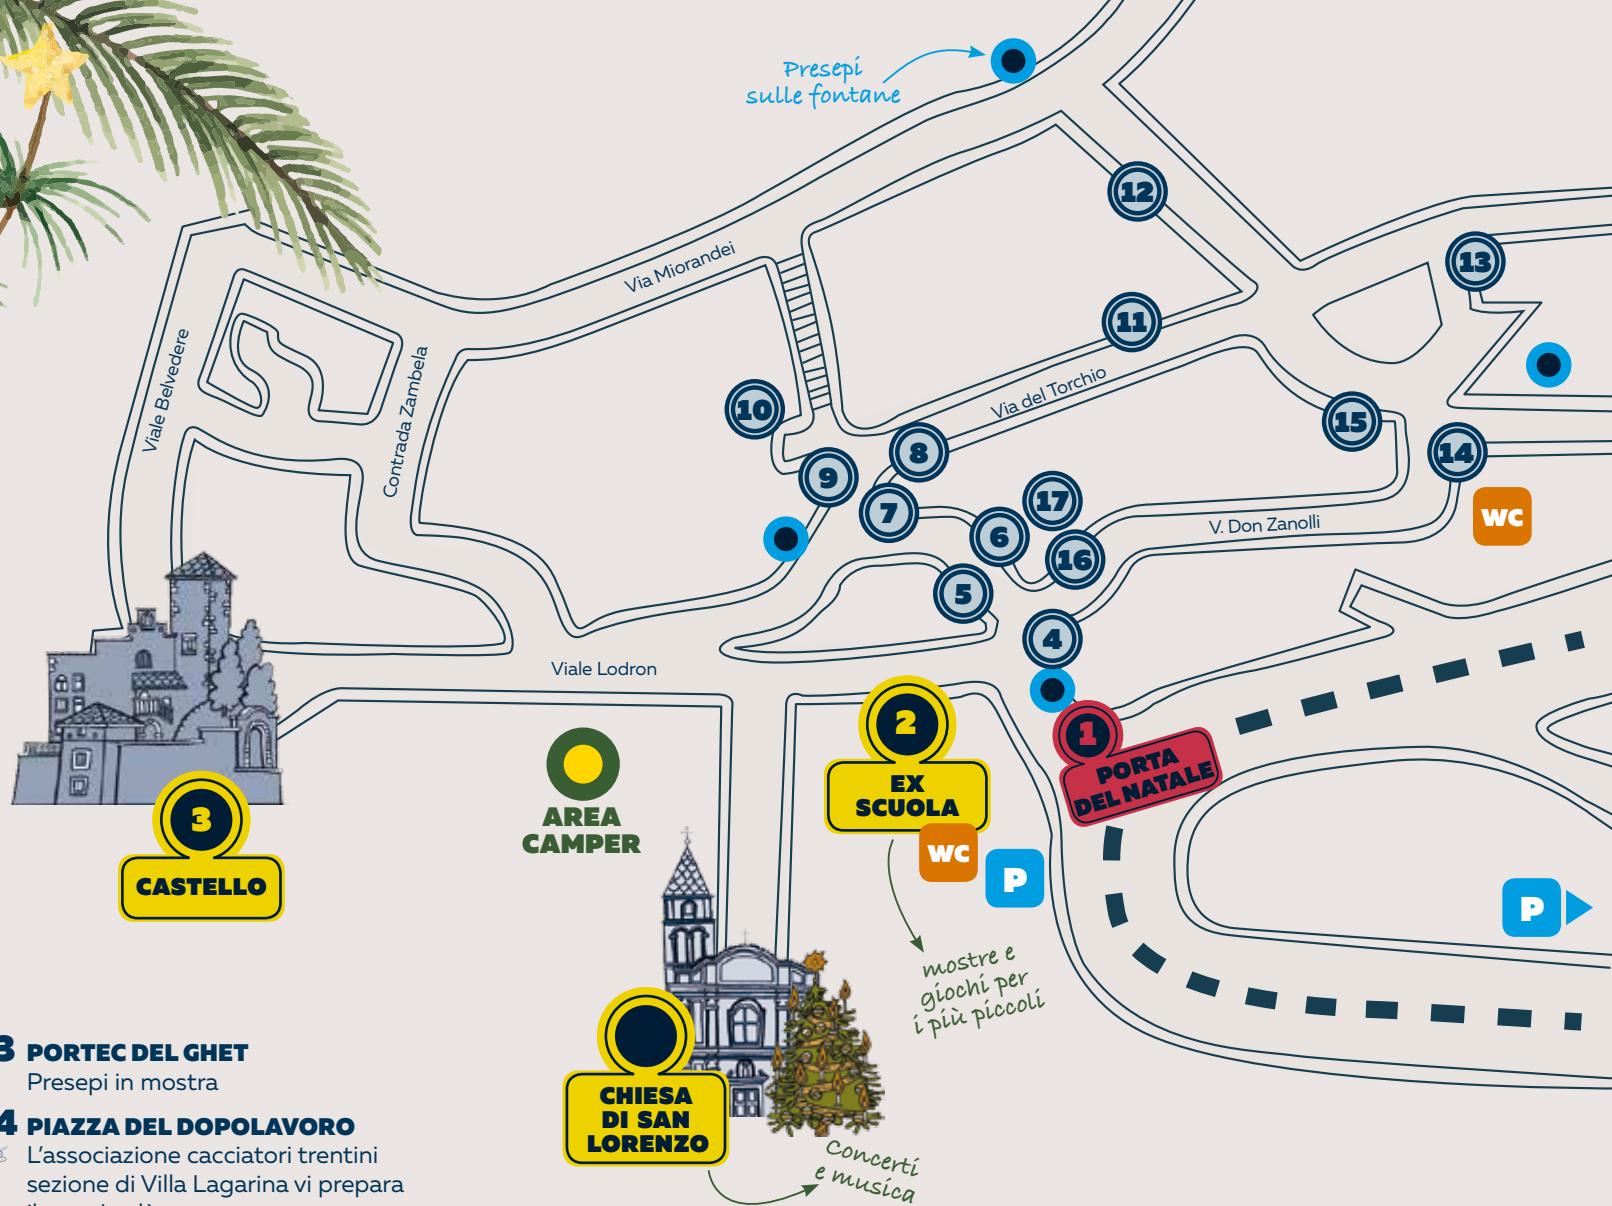 Presepi
sulle fontane
12
13
Via Miorandei
11
Viale Belvedere
Contrada Zambela
Via del Torchio
10
15
8
14
9
17
7
WC
V. Don Zanolli
6
16
5
4
Viale Lodron
1
PORTA
DEL NATALE
2
EX
SCUOLA
WC
P
3
CASTELLO
AREA
CAMPER
P
mostre e
giochi per
i più piccoli
CHIESA
DI SAN
LORENZO
Concerti
e musica
3 PORTEC DEL GHET
Presepi in mostra
4 PIAZZA DEL DOPOLAVORO
L'associazione cacciatori trentini
sezione di Villa Lagarina vi prepara